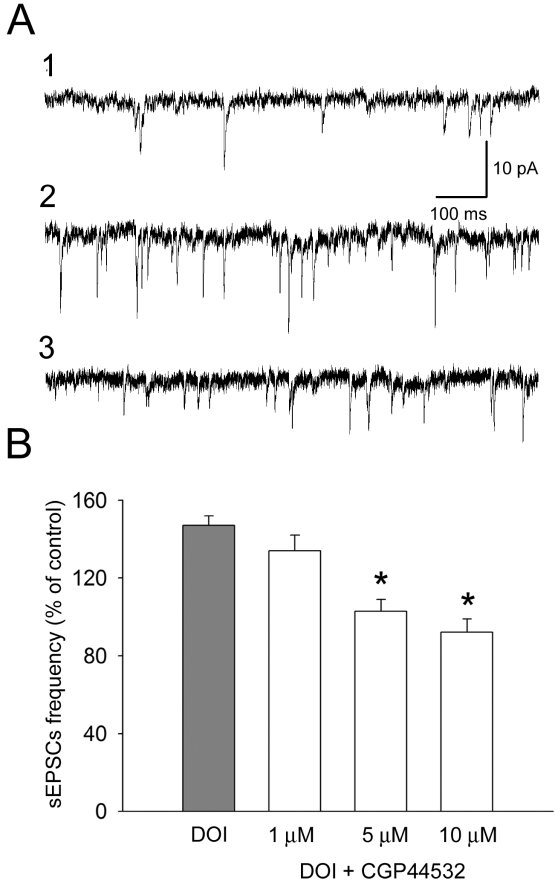 A
1
10 pA
100 ms
2
3
B
sEPSCs frequency (% of control)
160
120
80
40
0
*
*
DOI
1 μM
5 μM
10 μM
DOI + CGP44532